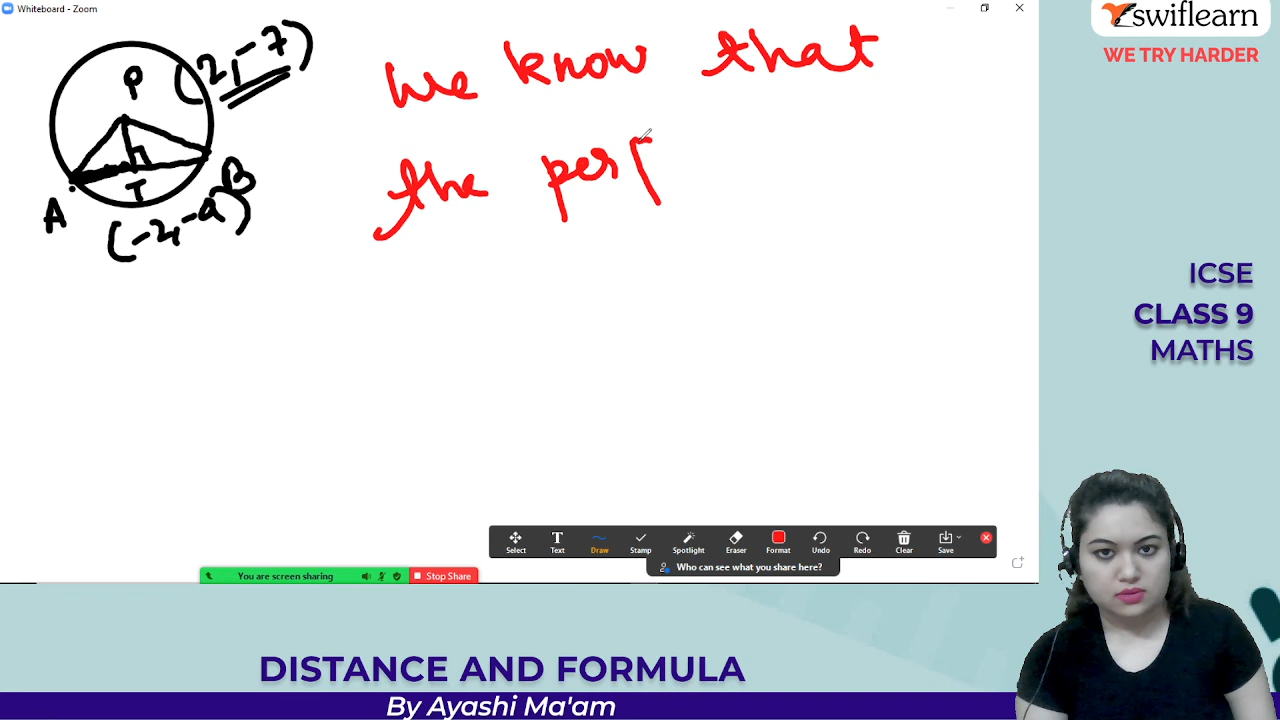 Whiteboard - Zoom
swiflearn
WE TRY HARDER
P
(2, -7)
A
T
B
(-2, -9)
We know that
the perp
ICSE
CLASS 9
MATHS
Select
Text
Draw
Stamp
Spotlight
Eraser
Format
Undo
Redo
Clear
Save
Who can see what you share here?
You are screen sharing
Stop Share
DISTANCE AND FORMULA
By Ayashi Ma'am